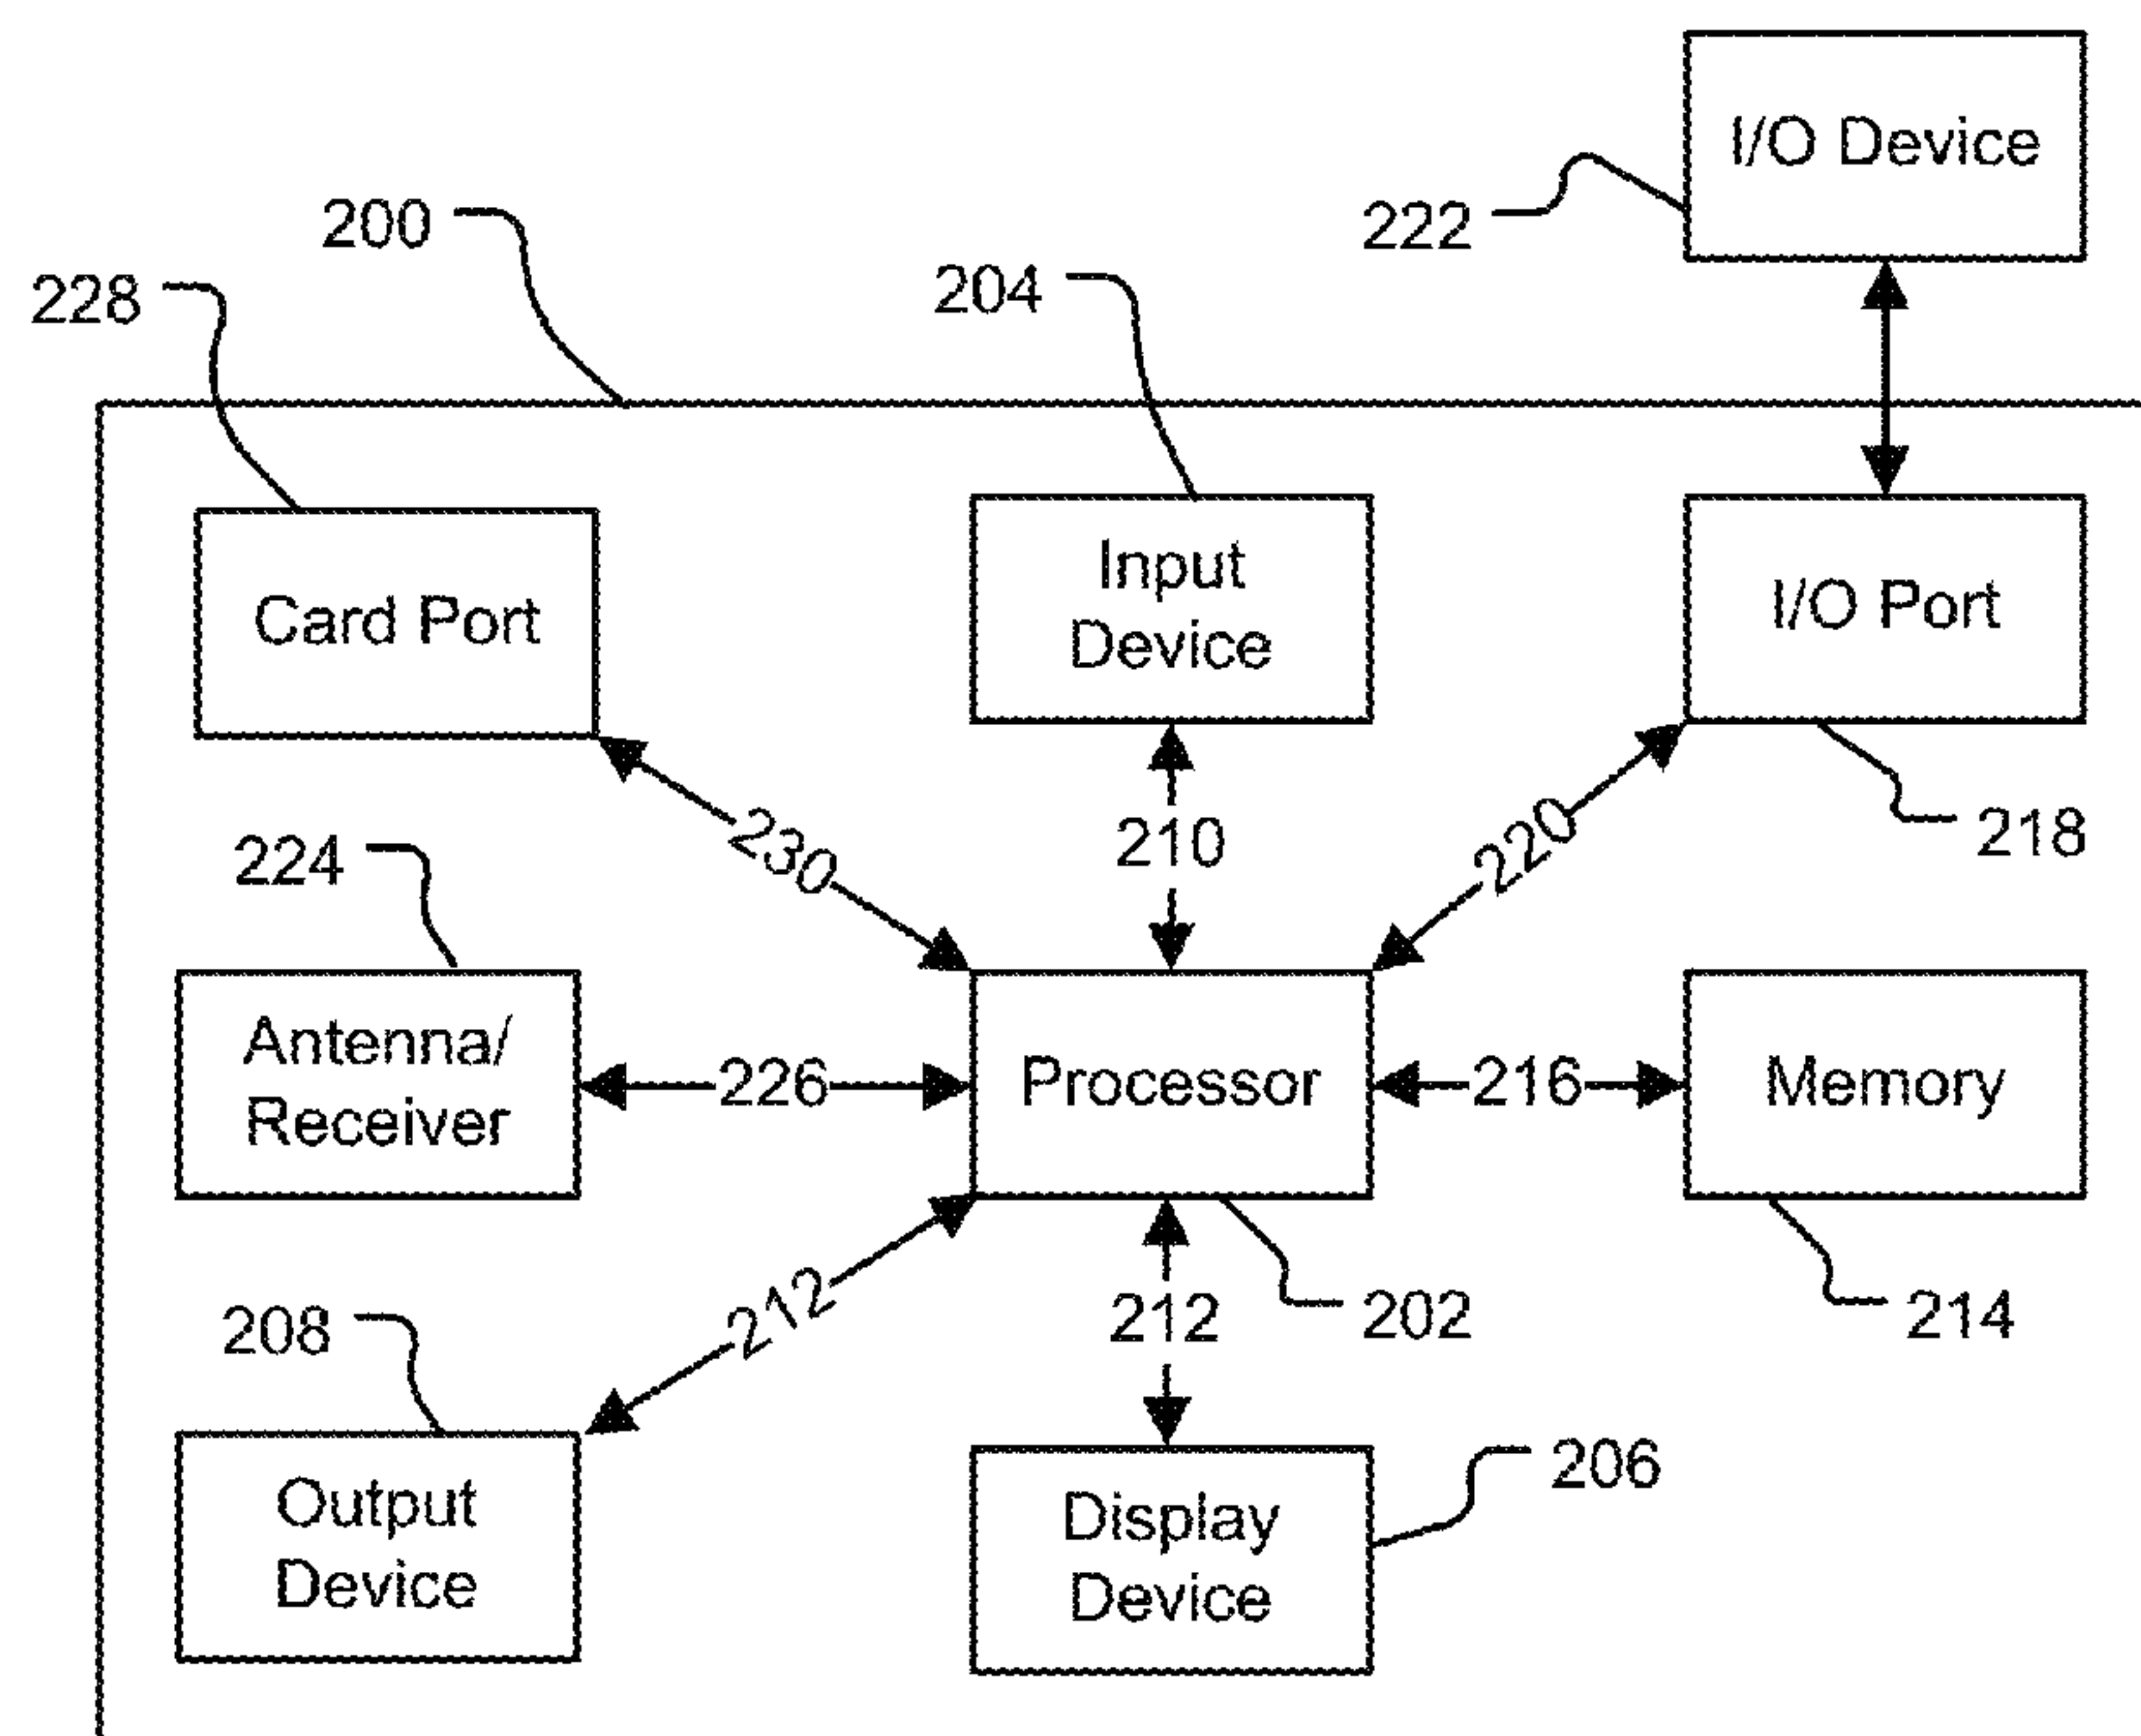 I/O Device
222
200
204
228
Card Port
Input
Device
I/O Port
230
210
220
218
224
Antenna/
Receiver
226
Processor
216
Memory
212
212
202
214
208
Output
Device
206
Display
Device